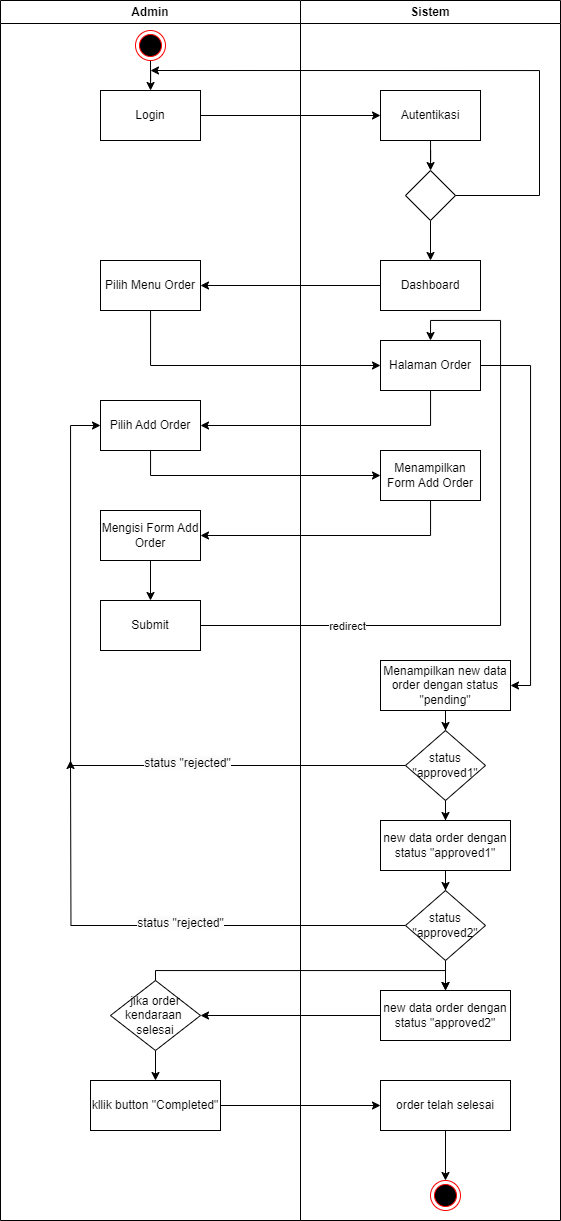 Admin
Sistem
Login
Autentikasi
Pilih Menu Order
Dashboard
Halaman Order
Pilih Add Order
Menampilkan
Form Add Order
Mengisi Form Add
Order
Submit
redirect
Menampilkan new data
order dengan status
"pending"
status "rejected"
status
"approved1"
new data order dengan
status "approved1"
status "rejected"
status
"approved2"
jika order
kendaraan
selesai
new data order dengan
status "approved2"
kllik button "Completed"
order telah selesai